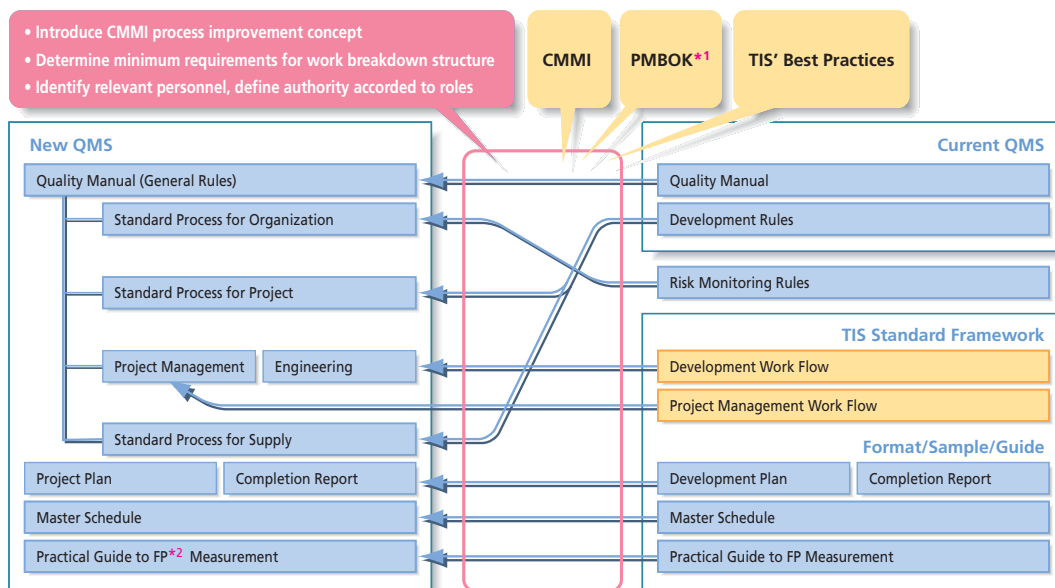 • Introduce CMMI process improvement concept
• Determine minimum requirements for work breakdown structure
• Identify relevant personnel, define authority accorded to roles
CMMI
PMBOK*1
TIS’ Best Practices
New QMS
Quality Manual (General Rules)
Standard Process for Organization
Standard Process for Project
Project Management
Engineering
Standard Process for Supply
Project Plan
Completion Report
Master Schedule
Practical Guide to FP*2 Measurement
Current QMS
Quality Manual
Development Rules
Risk Monitoring Rules
TIS Standard Framework
Development Work Flow
Project Management Work Flow
Format/Sample/Guide
Development Plan
Completion Report
Master Schedule
Practical Guide to FP Measurement